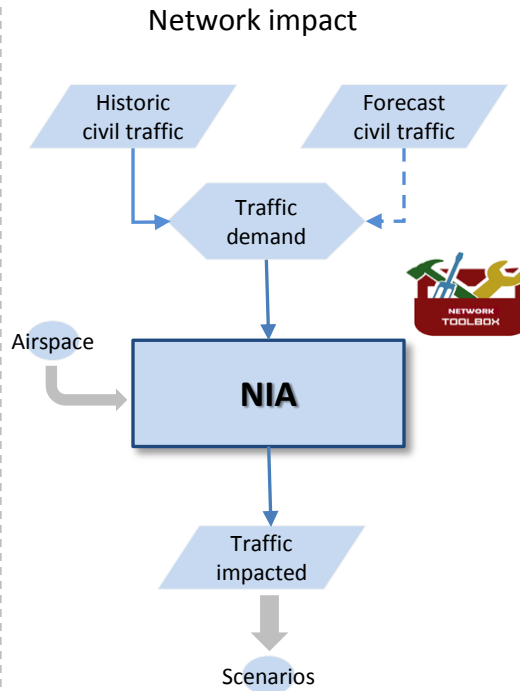 Network impact
Historic
civil traffic
Forecast
civil traffic
Traffic
demand
NETWORK
TOOLBOX
Airspace
NIA
Traffic
impacted
Scenarios